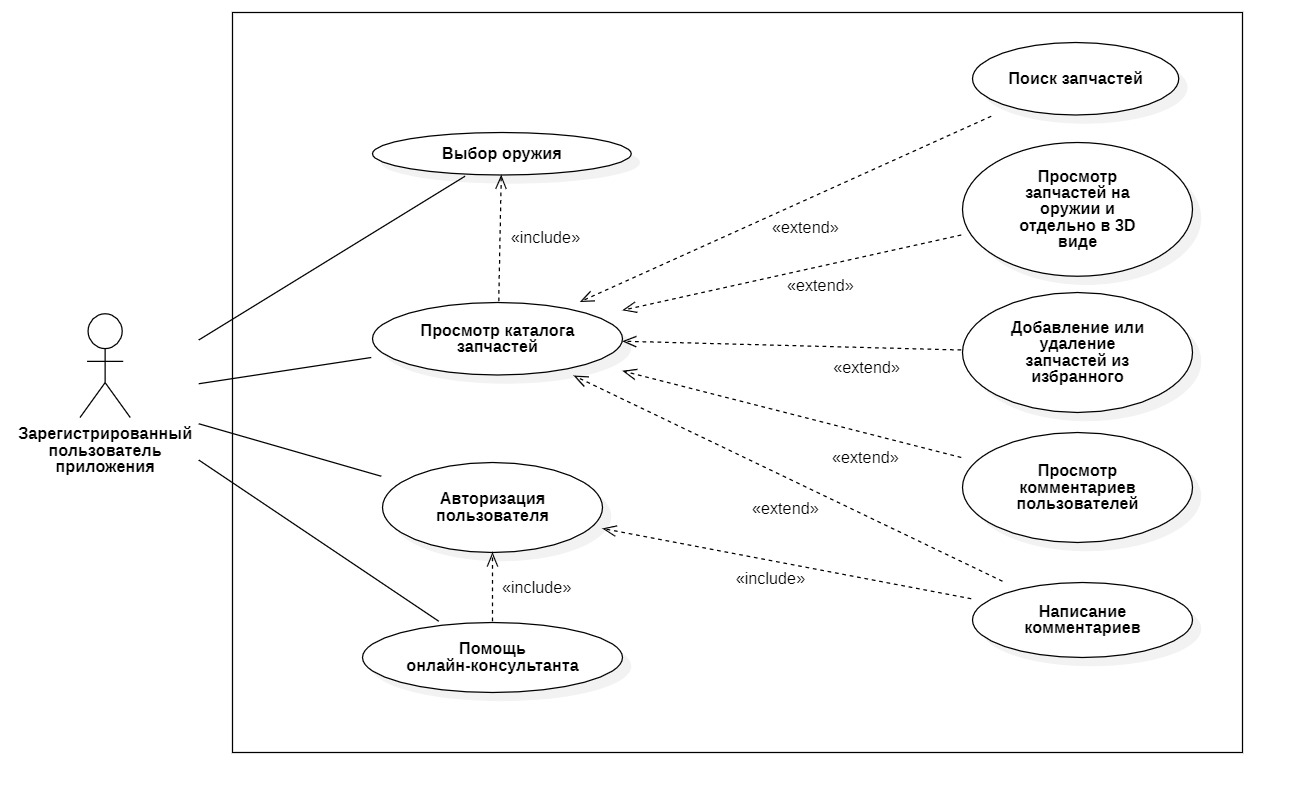 Поиск запчастей
Выбор оружия
Просмотр
запчастей на
оружии и
отдельно в 3D
виде
«extend»
«include»
«extend»
Просмотр каталога
запчастей
Добавление или
удаление
запчастей из
избранного
«extend»
Зарегистрированный
пользователь
приложения
«extend»
Просмотр
комментариев
пользователей
Авторизация
пользователя
«extend»
«include»
«include»
Написание
комментариев
Помощь
онлайн-консультанта